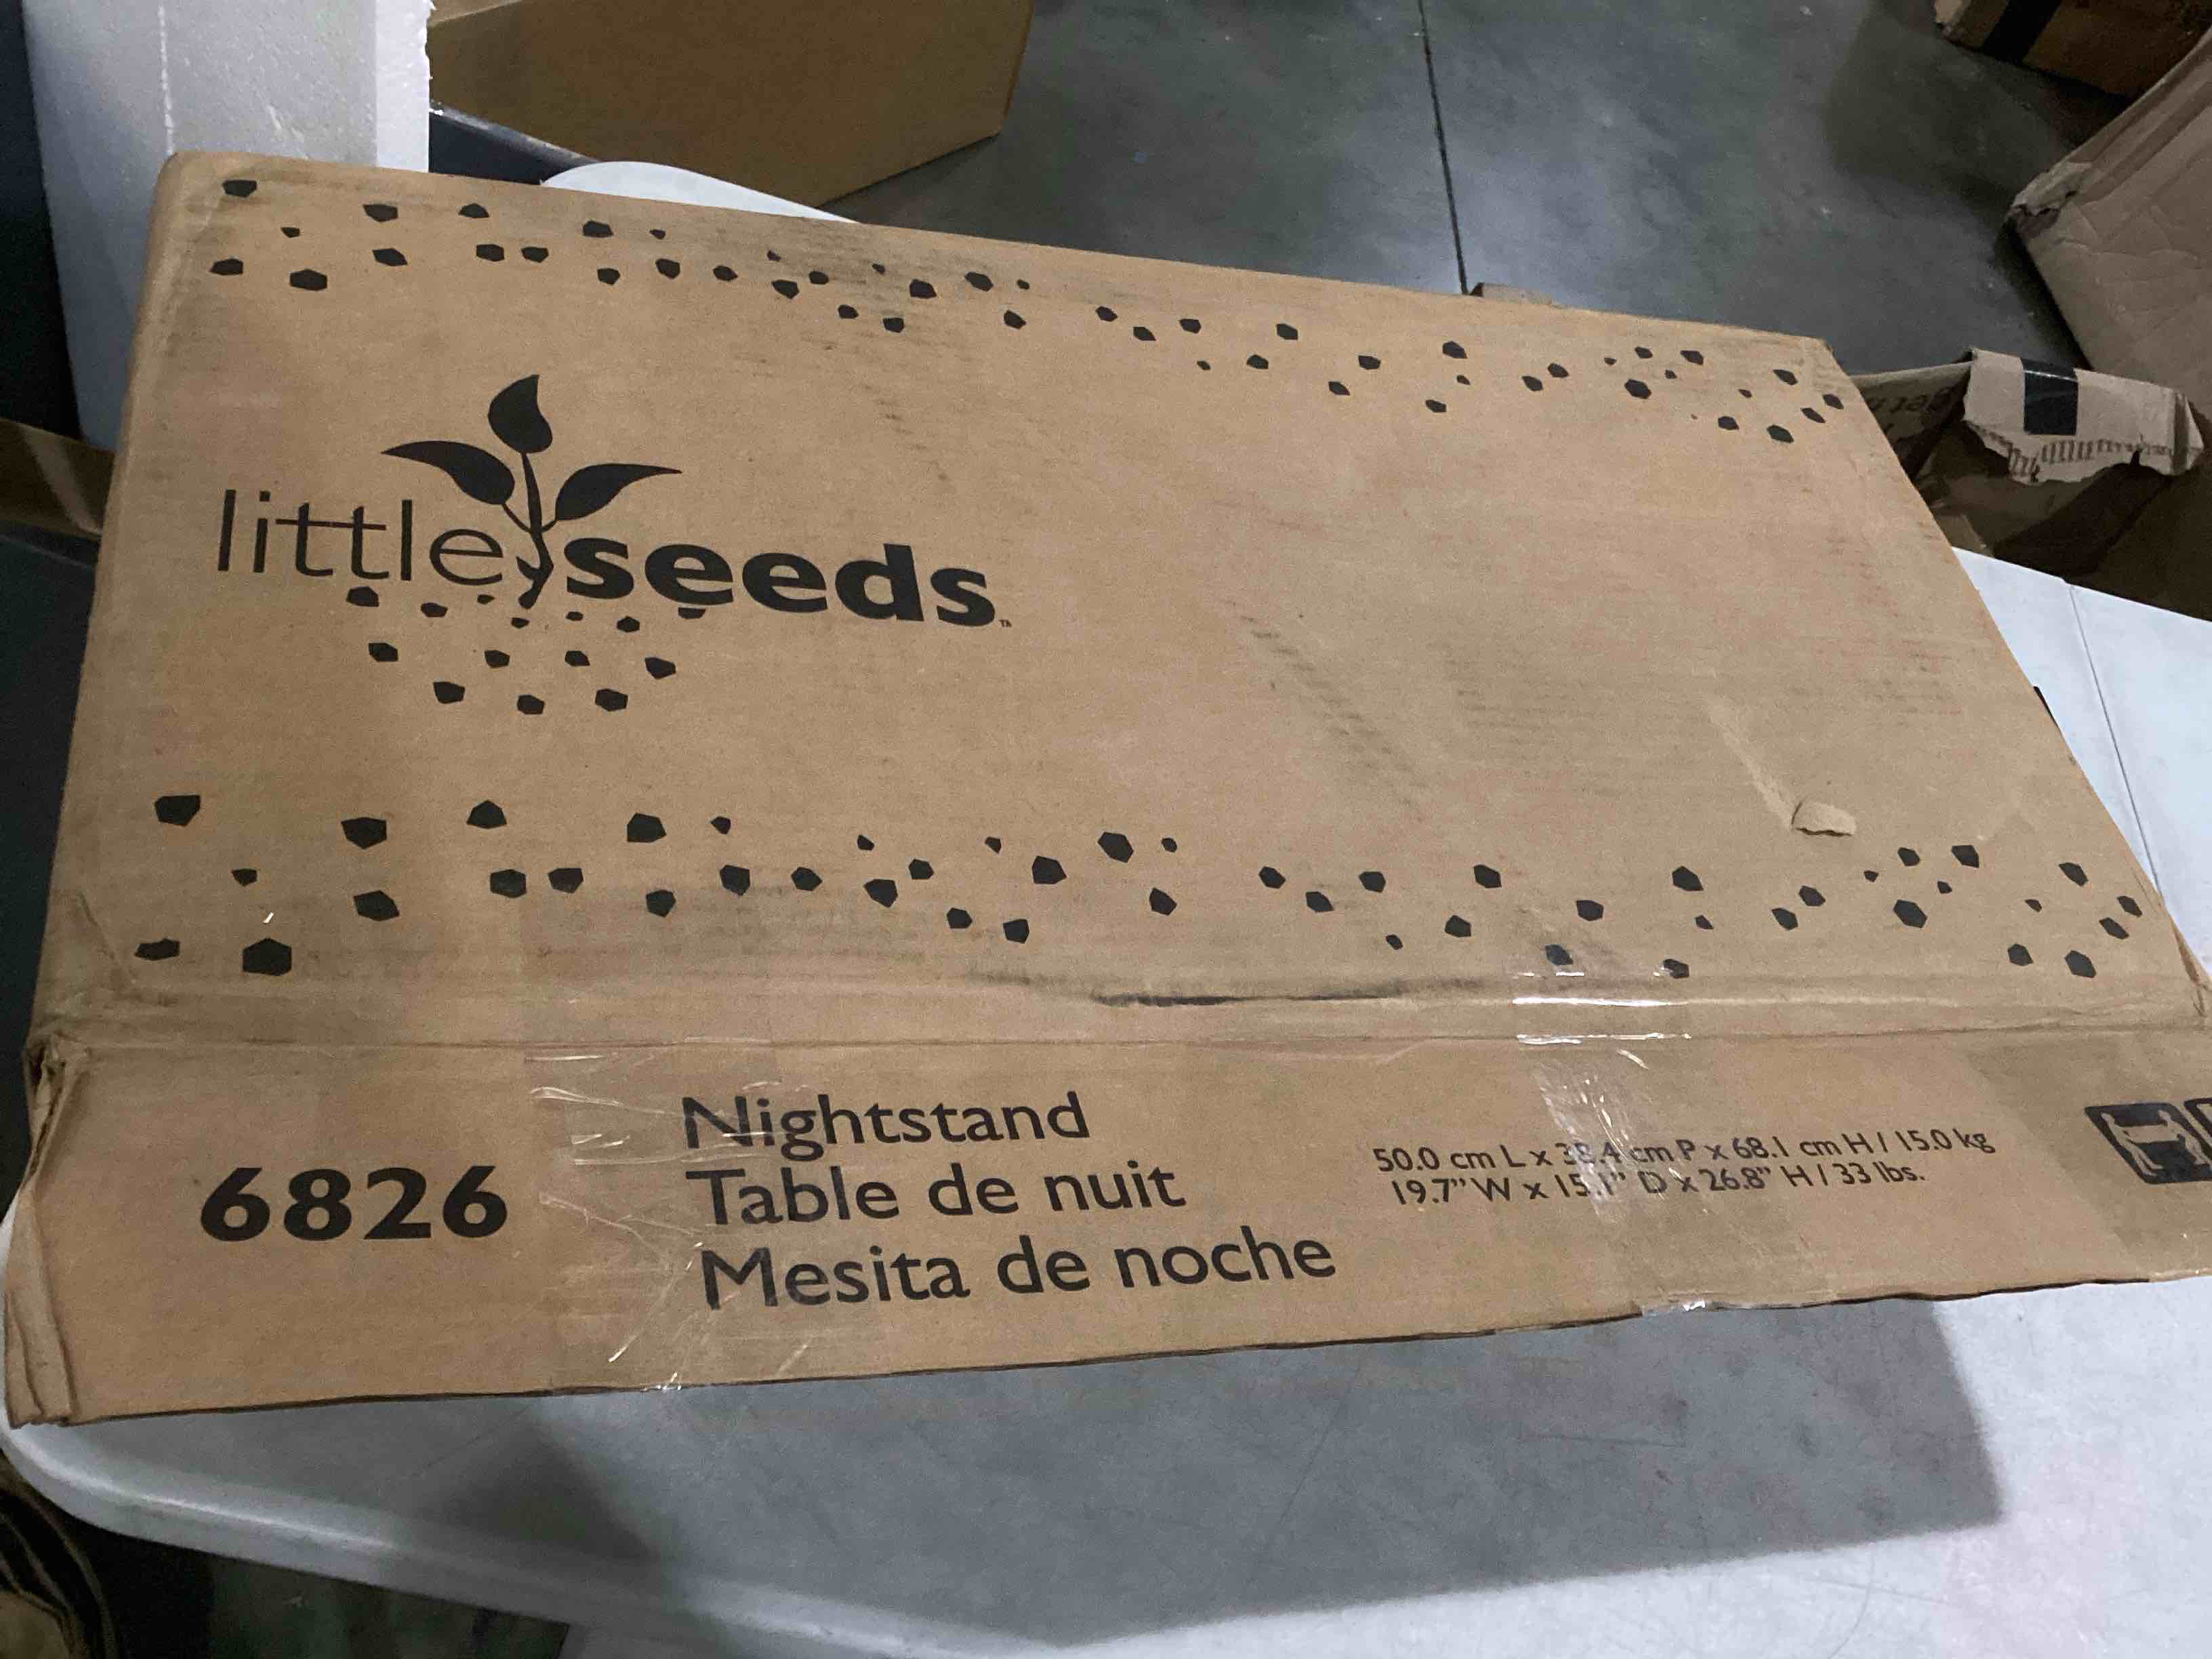 little seeds™
6826
Nightstand
Table de nuit
Mesita de noche
50.0 cm L x 38.4 cm P x 68.1 cm H / 15.0 kg
19.7" W x 15.1" D x 26.8" H / 33 lbs.